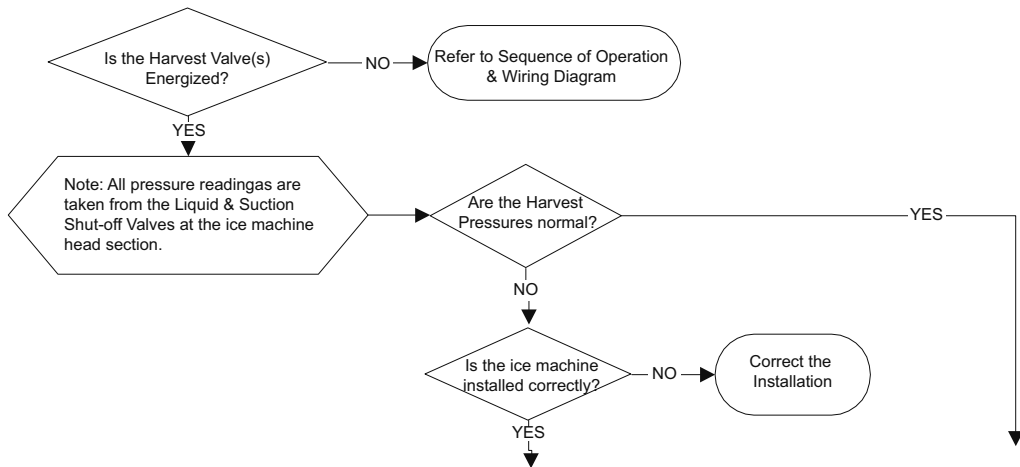 Is the Harvest Valve(s)
Energized?
NO
Refer to Sequence of Operation
& Wiring Diagram
YES
Note: All pressure readingas are
taken from the Liquid & Suction
Shut-off Valves at the ice machine
head section.
Are the Harvest
Pressures normal?
YES
NO
Is the ice machine
installed correctly?
NO
Correct the
Installation
YES